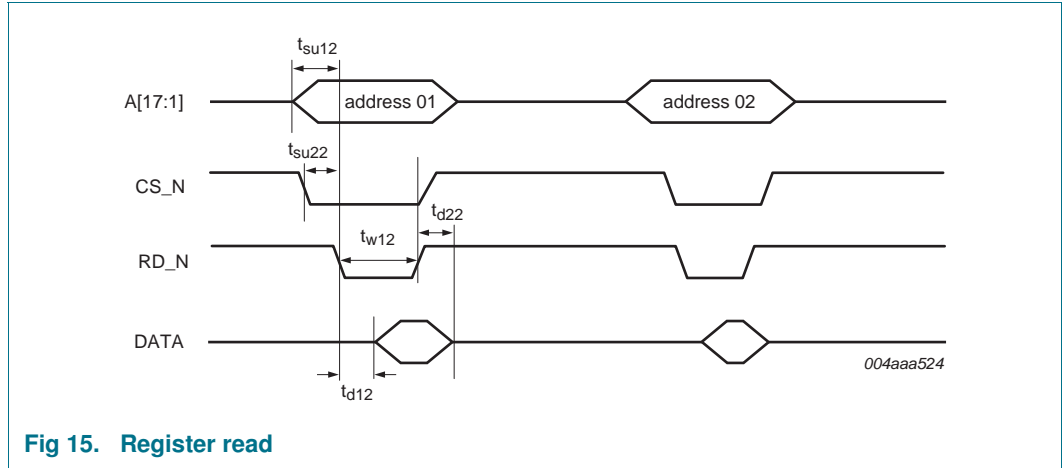 tsu12
A[17:1]
address 01
address 02
tsu22
CS_N
td22
tw12
RD_N
DATA
004aaa524
td12
Fig 15. Register read